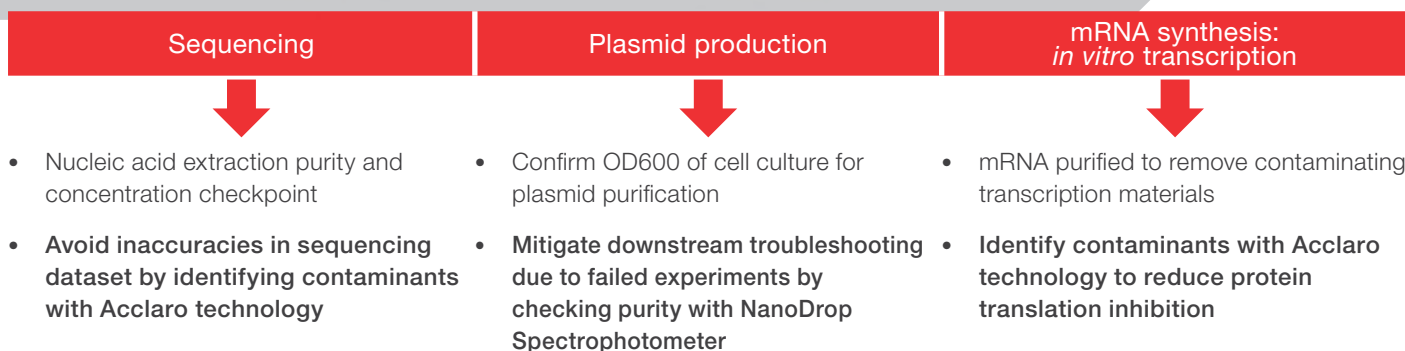 Sequencing
Plasmid production
mRNA synthesis:
in vitro transcription
• Nucleic acid extraction purity and
concentration checkpoint
• Avoid inaccuracies in sequencing
dataset by identifying contaminants
with Acclaro technology
• Confirm OD600 of cell culture for
plasmid purification
• Mitigate downstream troubleshooting
due to failed experiments by
checking purity with NanoDrop
Spectrophotometer
• mRNA purified to remove contaminating
transcription materials
• Identify contaminants with Acclaro
technology to reduce protein
translation inhibition